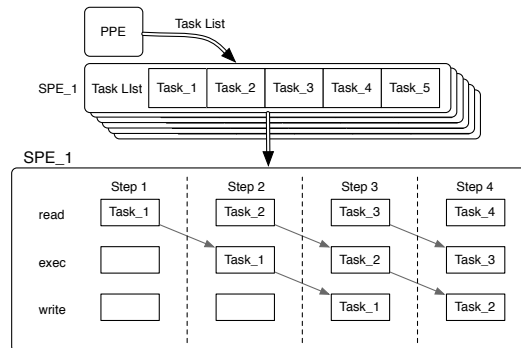 PPE
Task List
SPE_1
Task LIst Task_1 Task_2 Task_3 Task_4 Task_5
SPE_1
Step 1 Step 2 Step 3 Step 4
read Task_1 Task_2 Task_3 Task_4
exec Task_1 Task_2 Task_3
write Task_1 Task_2